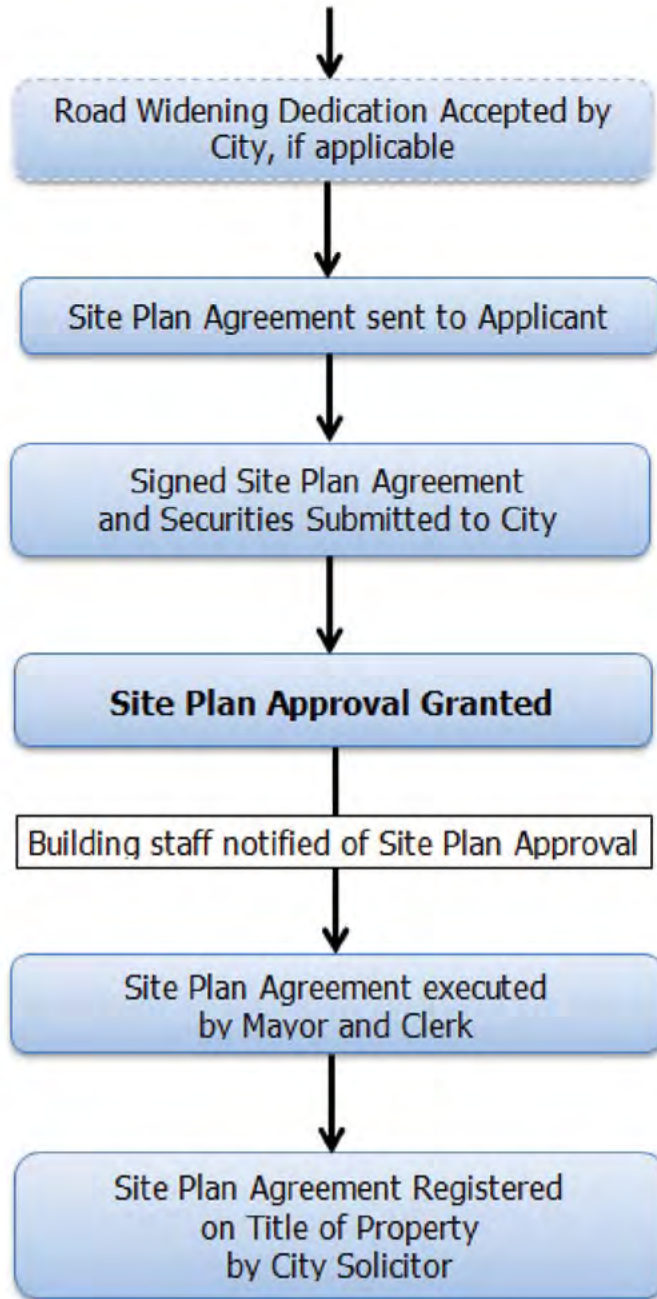 Road Widening Dedication Accepted by
City, if applicable
Site Plan Agreement sent to Applicant
Signed Site Plan Agreement
and Securities Submitted to City
Site Plan Approval Granted
Building staff notified of Site Plan Approval
Site Plan Agreement executed
by Mayor and Clerk
Site Plan Agreement Registered
on Title of Property
by City Solicitor